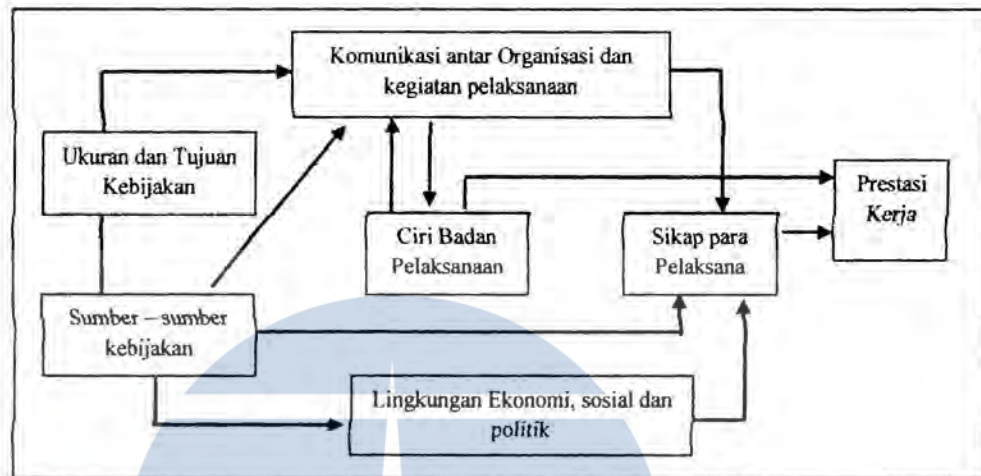 Komunikasi antar Organisasi dan
kegiatan pelaksanaan
Ukuran dan Tujuan
Kebijakan
Prestasi
Kerja
Ciri Badan
Pelaksanaan
Sikap para
Pelaksana
Sumber – sumber
kebijakan
Lingkungan Ekonomi, sosial dan
politik